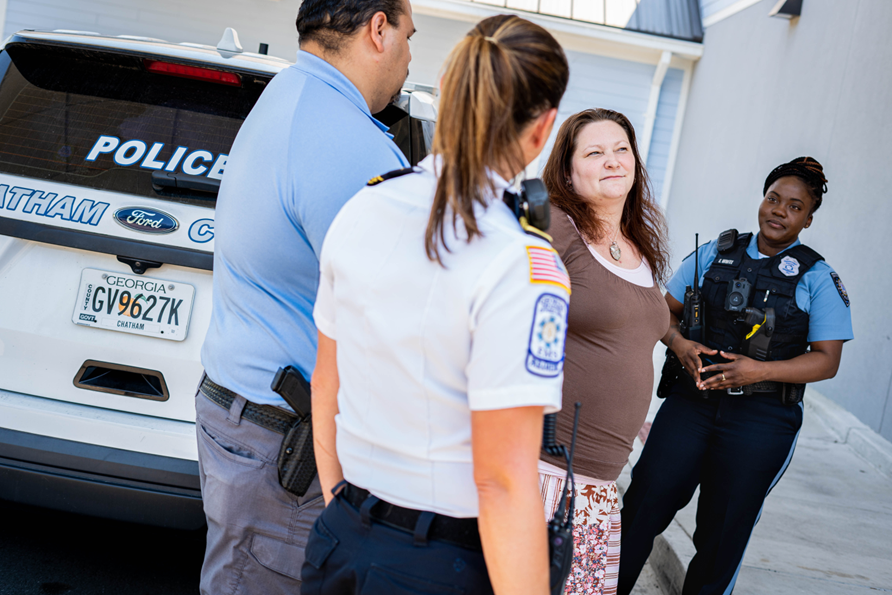 POLICE
ATHAM
Ford
C
GEORGIA
COUNTY
GOVT
GV9627K
CHATHAM